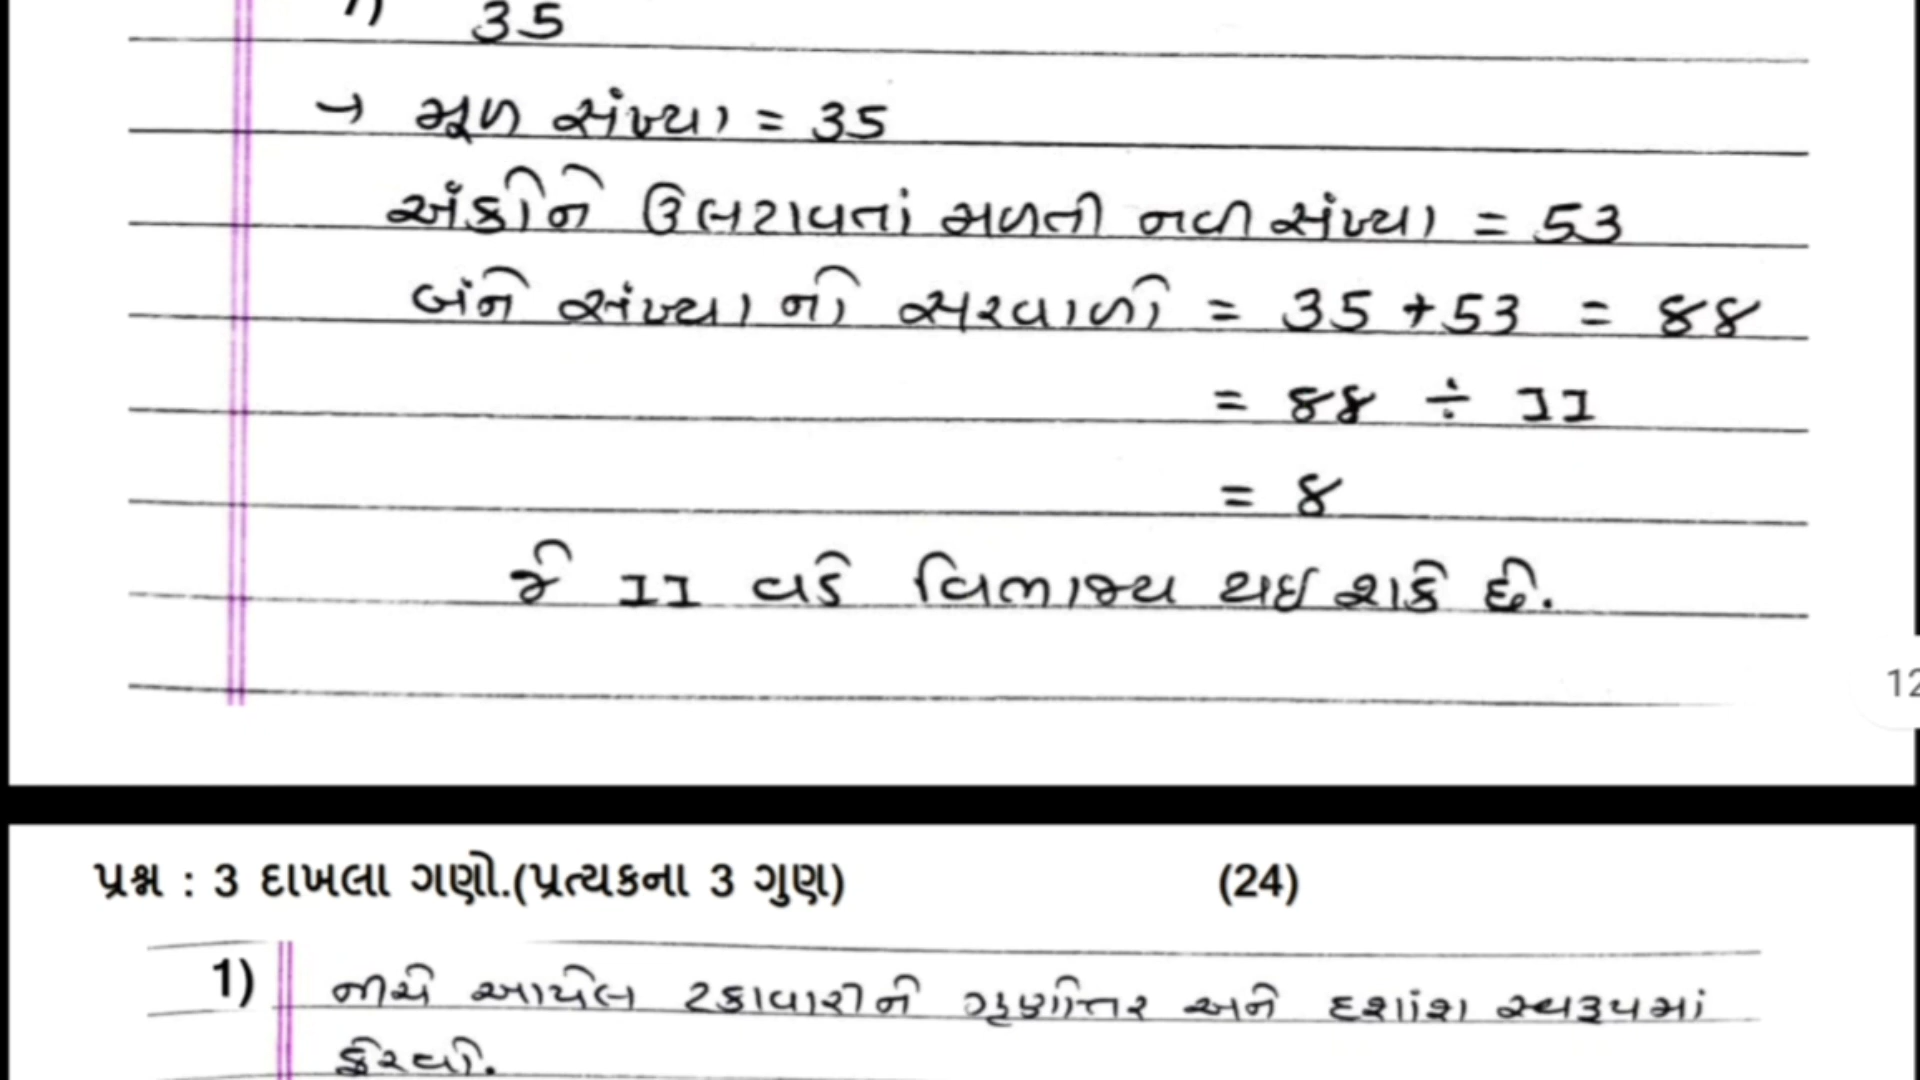 35
→ મૂળ સંખ્યા = 35
અંકોને ઉલટાવતાં મળતી નવી સંખ્યા = 53
બંને સંખ્યાનો સરવાળો = 35 + 53 = 88
= 88 ÷ 11
= 8
જે 11 વડે વિભાજ્ય થઇ શકે છે.
12
પ્રશ્ન : 3 દાખલા ગણો.(પ્રત્યકના 3 ગુણ) (24)
1) નીચે આપેલ ટકાવારીને ગુણોત્તર અને દશાંશ સ્વરૂપમાં
ફેરવો.